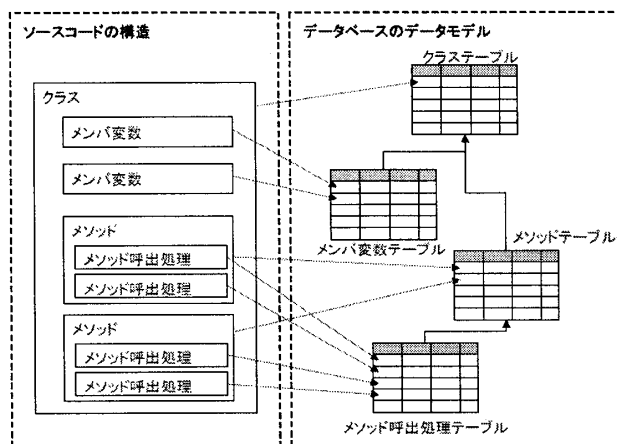 ソースコードの構造
クラス
メンバ変数
メンバ変数
メソッド
メソッド呼出処理
メソッド呼出処理
メソッド
メソッド呼出処理
メソッド呼出処理
データベースのデータモデル
クラステーブル
メンバ変数テーブル
メソッドテーブル
メソッド呼出処理テーブル